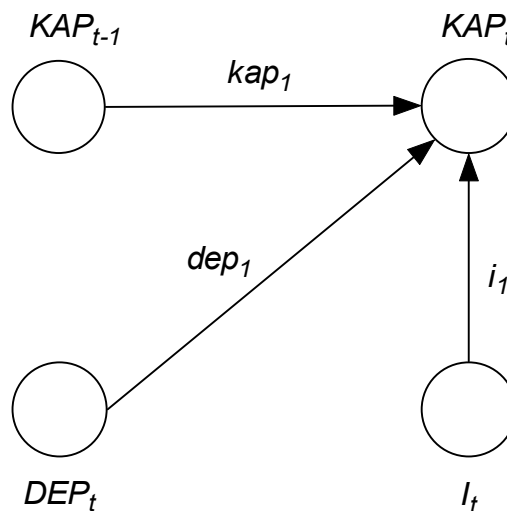 KAP_{t-1}
KAP_t
kap_1
dep_1
i_1
DEP_t
I_t